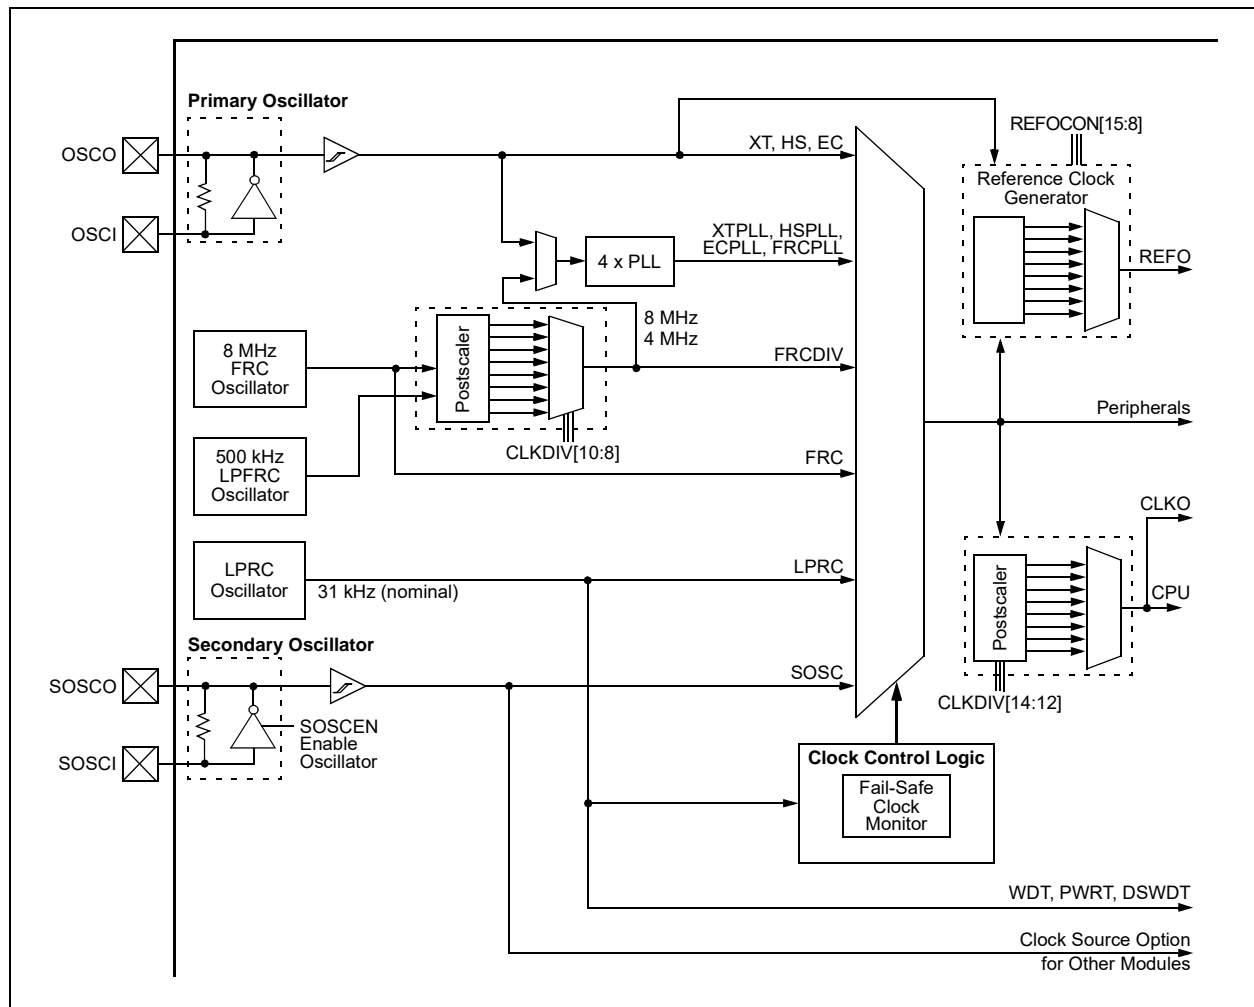 Primary Oscillator
OSCO
OSCI
XT, HS, EC
REFOCON[15:8]
Reference Clock
Generator
REFO
XTPLL, HSPLL,
ECPLL, FRCPLL
4 x PLL
8 MHz
4 MHz
8 MHz
FRC
Oscillator
Postscaler
FRCDIV
Peripherals
CLKDIV[10:8]
500 kHz
LPFRC
Oscillator
FRC
CLKO
LPRC
Oscillator
31 kHz (nominal)
LPRC
Postscaler
CPU
CLKDIV[14:12]
Secondary Oscillator
SOSCO
SOSCI
SOSCEN
Enable
Oscillator
SOSC
Clock Control Logic
Fail-Safe
Clock
Monitor
WDT, PWRT, DSWDT
Clock Source Option
for Other Modules